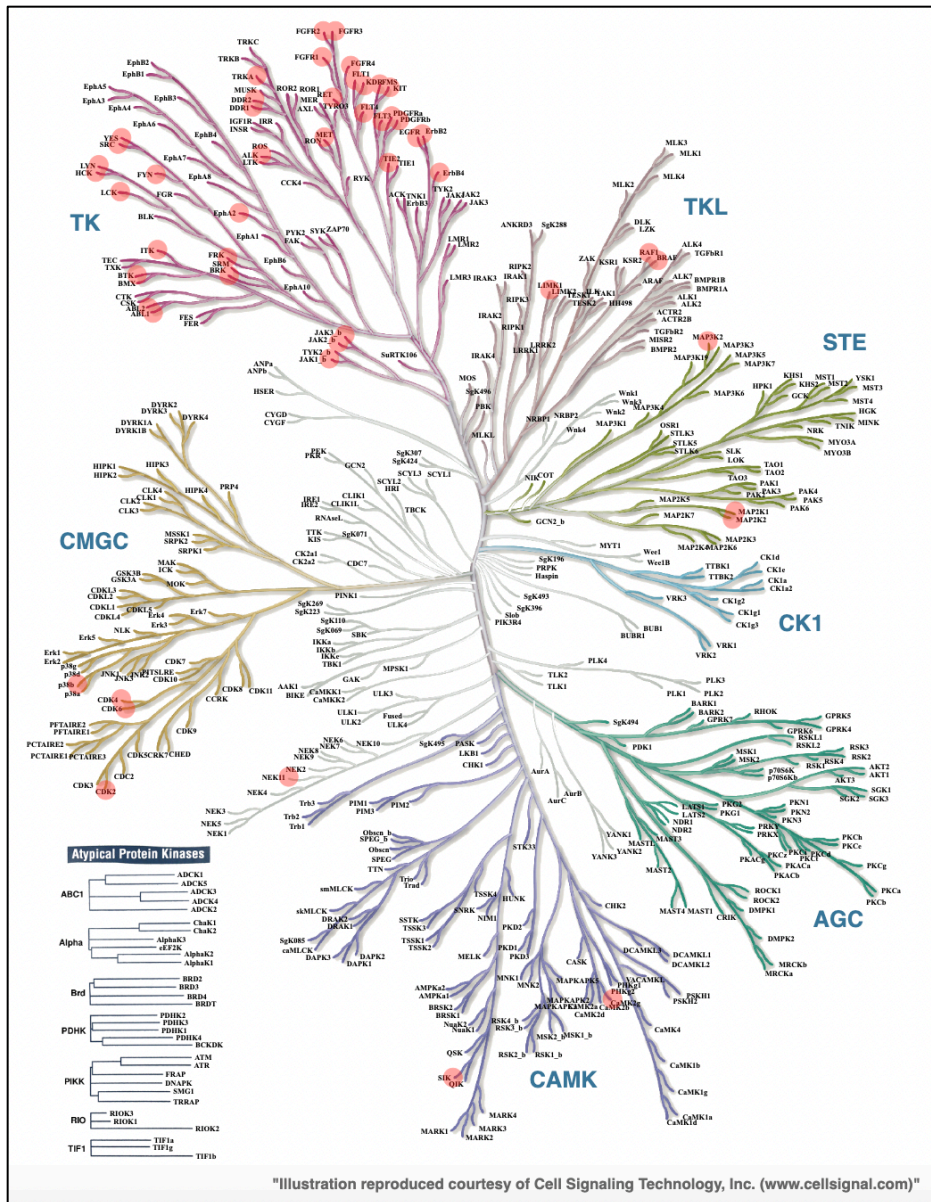 FGFR2 FGFR3
TRKC
TRKB
FGFR1
FGFR4
EphB2
EphB1
TRKA
FLT1
KDR FMS
KIT
EphA5
EphA3
EphA4
EphB3
MUSK
DDR2
DDR1
ROR2 ROR1
RET
MER
AXL
TYRO3
FLT4
FLT3
PDGFRa
PDGFRb
EphA6
IGF1R IRR
INSR
MET
RON
EGFR ErbB2
YES
SRC
EphB4
ROS
ALK
LTK
TIE2
TIE1
LYN
HCK
EphA7
FYN
EphA8
CCK4
RYK
ErbB4
LCK
FGR
ACK TNK1
ErbB3
TYK2
JAK1 JAK2
JAK3
TK
BLK
EphA2
EphA1
PYK2
FAK
SYK ZAP70
LMR1
LMR2
ITK
TEC
TXK
BTK
BMX
FRK
SRM
BRK
EphB6
LMR3
EphA10
CTK
CSK
ABL2
ABL1
FES
FER
JAK3_b
JAK2_b
TYK2_b
JAK1_b
SuRTK106
MLK3
MLK1
MLK4
MLK2
TKL
ANKRD3 SgK288
DLK
LZK
ZAK
KSR1
KSR2
RAF1
BRAF
ALK4
TGFbR1
RIPK2
IRAK3
IRAK1
LIMK1
LIMK2 ILK
TESK1
TESK2
TAK1
HH498
ARAF
ALK7
BMPR1B
BMPR1A
ALK1
ALK2
RIPK3
IRAK2
RIPK1
LRRK2
LRRK1
ACTR2
ACTR2B
TGFbR2
MISR2
BMPR2
IRAK4
MOS
SgK496
PBK
MLKL
NRBP1
NRBP2
Wnk1
Wnk3
Wnk2
Wnk4
MAP3K2
MAP3K3
MAP3K5
MAP3K7
MAP3K19
MAP3K6
MAP3K4
MAP3K1
STE
OSR1
STLK3
STLK5
STLK6
HPK1
KHS1
KHS2
GCK
MST1
MST2
YSK1
MST3
MST4
HGK
MINK
TNIK
NRK
MYO3A
MYO3B
SLK
LOK
TAO1
TAO2
TAO3
PAK1
PAK3
PAK2
PAK4
PAK5
PAK6
NIK COT
MAP2K5
MAP2K7
MAP2K1
MAP2K2
MAP2K3
MAP2K4 MAP2K6
GCN2_b
ANPa
ANPb
HSER
CYGD
CYGF
DYRK2
DYRK3
DYRK4
DYRK1A
DYRK1B
HIPK1
HIPK2
HIPK3
HIPK4
PRP4
CLK4
CLK1
CLK2
CLK3
CMGC
MSSK1
SRPK2
SRPK1
MAK
ICK
MOK
GSK3B
GSK3A
CDKL3
CDKL2
CDKL1
CDKL5
CDKL4
Erk7
Erk4
Erk3
NLK
Erk5
Erk1
Erk2
p38g
p38d
p38b
p38a
JNK1
JNK2
JNK3
CDK7
PITSLRE
CDK10
CDK8 CDK11
CCRK
CDK4
CDK6
CDK9
PFTAIRE2
PFTAIRE1
PCTAIRE2
PCTAIRE1 PCTAIRE3
CDK5 CRK7 CHED
CDC2
CDK3
CDK2
PEK
PKR
GCN2
SgK307
SgK424
SCYL3 SCYL1
SCYL2
HRI
TBCK
CLIK1
CLIK1L
IRE1
IRE2
RNAseL
TTK
KIS
SgK071
CK2a1
CK2a2
CDC7
PINK1
SgK269
SgK223
SgK110
SgK069
SBK
IKKa
IKKb
IKKe
TBK1
MPSK1
GAK
AAK1
BIKE
CaMKK1
CaMKK2
ULK3
ULK1
ULK2
Fused
ULK4
NEK6
NEK7
NEK10
NEK8
NEK9
NEK2
NEK11
NEK4
NEK3
NEK5
NEK1
MYT1
Wee1
Wee1B
SgK196
PRPK
Haspin
SgK493
SgK396
Slob
PIK3R4
BUB1
BUBR1
TTBK1
TTBK2
CK1d
CK1e
CK1a
CK1a2
CK1g2
CK1g1
CK1g3
VRK3
VRK1
VRK2
CK1
PLK4
PLK3
PLK1
PLK2
TLK2
TLK1
SgK494
PDK1
BARK1
BARK2
GPRK7
RHOK
GPRK5
GPRK6
GPRK4
RSKL1
RSKL2
MSK1
MSK2
RSK3
RSK4
RSK1
RSK2
p70S6K
p70S6Kb
AKT2
AKT1
AKT3
SGK1
SGK2 SGK3
LATS1
LATS2
NDR1
NDR2
PKG2
PKG1
PKN1
PKN2
PKN3
PRKY
PRKX
PKCb
PKCe
PKCd
PKCt
PKCi
PKCz
PKCg
PKCa
PKCb
PKACg
PKACa
PKACb
YANK1
YANK2
YANK3
MASTL
MAST3
MAST2
MAST4 MAST1
ROCK1
ROCK2
DMPK1
CRIK
DMPK2
MRCKb
MRCKa
AGC
AurA
AurB
AurC
SgK495
PASK
LKB1
CHK1
PIM1
PIM2
PIM3
Trb3
Trb2
Trb1
Obscn_b
SPEG_b
Obscn
SPEG
TTN
STK33
Trio
Trad
smMLCK
skMLCK
DRAK2
DRAK1
SgK085
caMLCK
DAPK3
DAPK2
DAPK1
TSSK4
SSTK
TSSK3
TSSK1
TSSK2
SNRK
HUNK
NIM1
MELK
PKD2
PKD1
PKD3
MNK1
MNK2
CHK2
CASK
DCAMKL3
DCAMKL1
DCAMKL2
VACAMKL
PSKH1
PSKH2
MAPKAPK5
MAPKAPK2
MAPKAPK3
PHKg1
PHKg2
CaMK2a
CaMK2b
CaMK2g
CaMK2d
AMPKa2
AMPKa1
BRSK2
BRSK1
NuaK2
NuaK1
RSK4_b
RSK3_b
MSK2_b
MSK1_b
RSK2_b
RSK1_b
QSK
SIK
QIK
MARK4
MARK1
MARK3
MARK2
CaMK4
CaMK1b
CaMK1g
CaMK1a
CaMK1d
CAMK
Atypical Protein Kinases
ABC1
ADCK1
ADCK5
ADCK3
ADCK4
ADCK2
Alpha
ChaK1
ChaK2
AlphaK3
eEF2K
AlphaK2
AlphaK1
Brd
BRD2
BRD3
BRD4
BRDT
PDHK
PDHK2
PDHK3
PDHK1
PDHK4
BCKDK
PIKK
ATM
ATR
FRAP
DNAPK
SMG1
TRRAP
RIO
RIOK3
RIOK1
RIOK2
TIF1
TIF1a
TIF1g
TIF1b
"Illustration reproduced courtesy of Cell Signaling Technology, Inc. (www.cellsignal.com)"